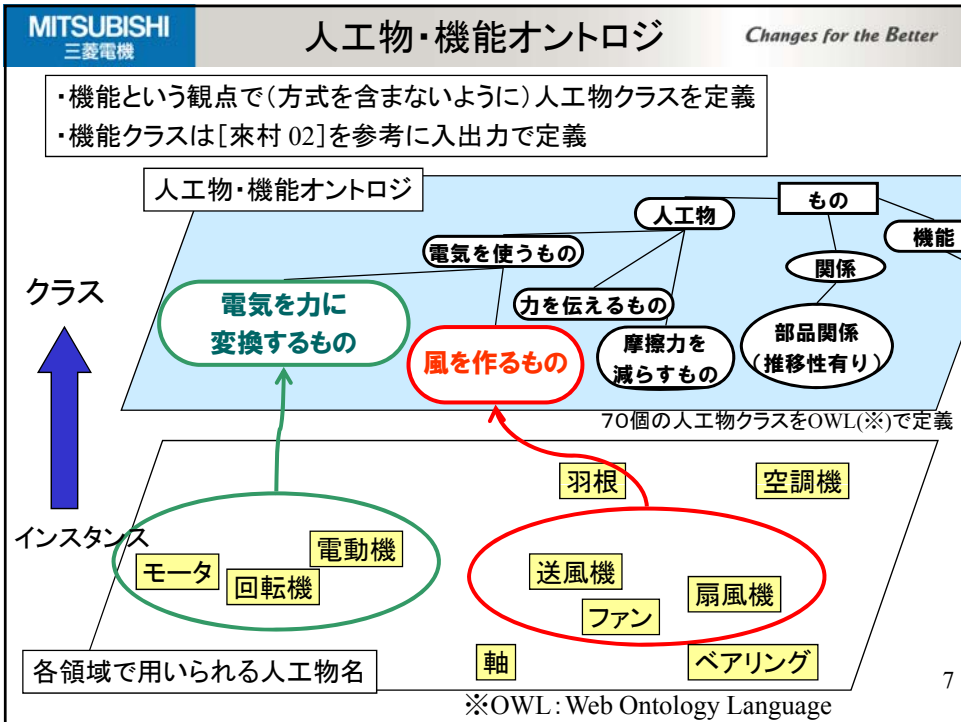 MITSUBISHI
三菱電機
人工物・機能オントロジ
Changes for the Better
・機能という観点で(方式を含まないように)人工物クラスを定義
・機能クラスは[來村 02]を参考に入出力で定義
人工物・機能オントロジ
もの
人工物
機能
電気を使うもの
関係
クラス
電気を力に
変換するもの
力を伝えるもの
風を作るもの
摩擦力を
減らすもの
部品関係
(推移性有り)
70個の人工物クラスをOWL(※)で定義
羽根
空調機
インスタンス
電動機
モータ
回転機
送風機
扇風機
ファン
軸
ベアリング
各領域で用いられる人工物名
7
※OWL:Web Ontology Language